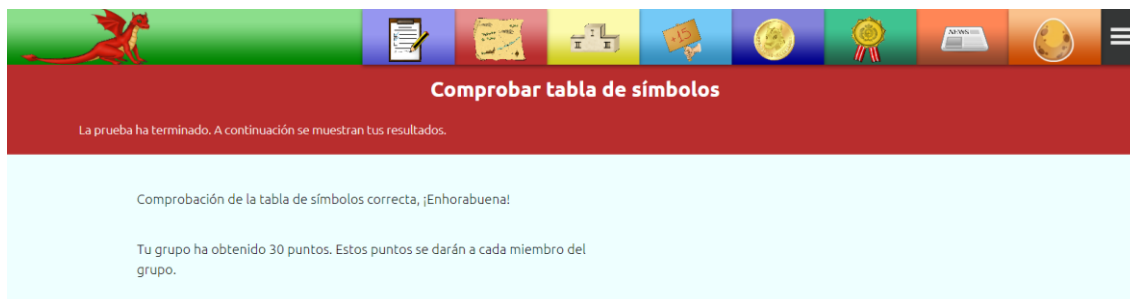 +15
NEWS
Comprobar tabla de símbolos
La prueba ha terminado. A continuación se muestran tus resultados.
Comprobación de la tabla de símbolos correcta, ¡Enhorabuena!
Tu grupo ha obtenido 30 puntos. Estos puntos se darán a cada miembro del
grupo.